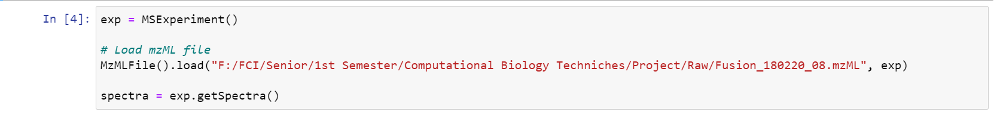 In [4]: exp = MSExperiment()
# Load mzML file
MzMLFile().load("F:/FCI/Senior/1st Semester/Computational Biology Techniches/Project/Raw/Fusion_180220_08.mzML", exp)
spectra = exp.getSpectra()